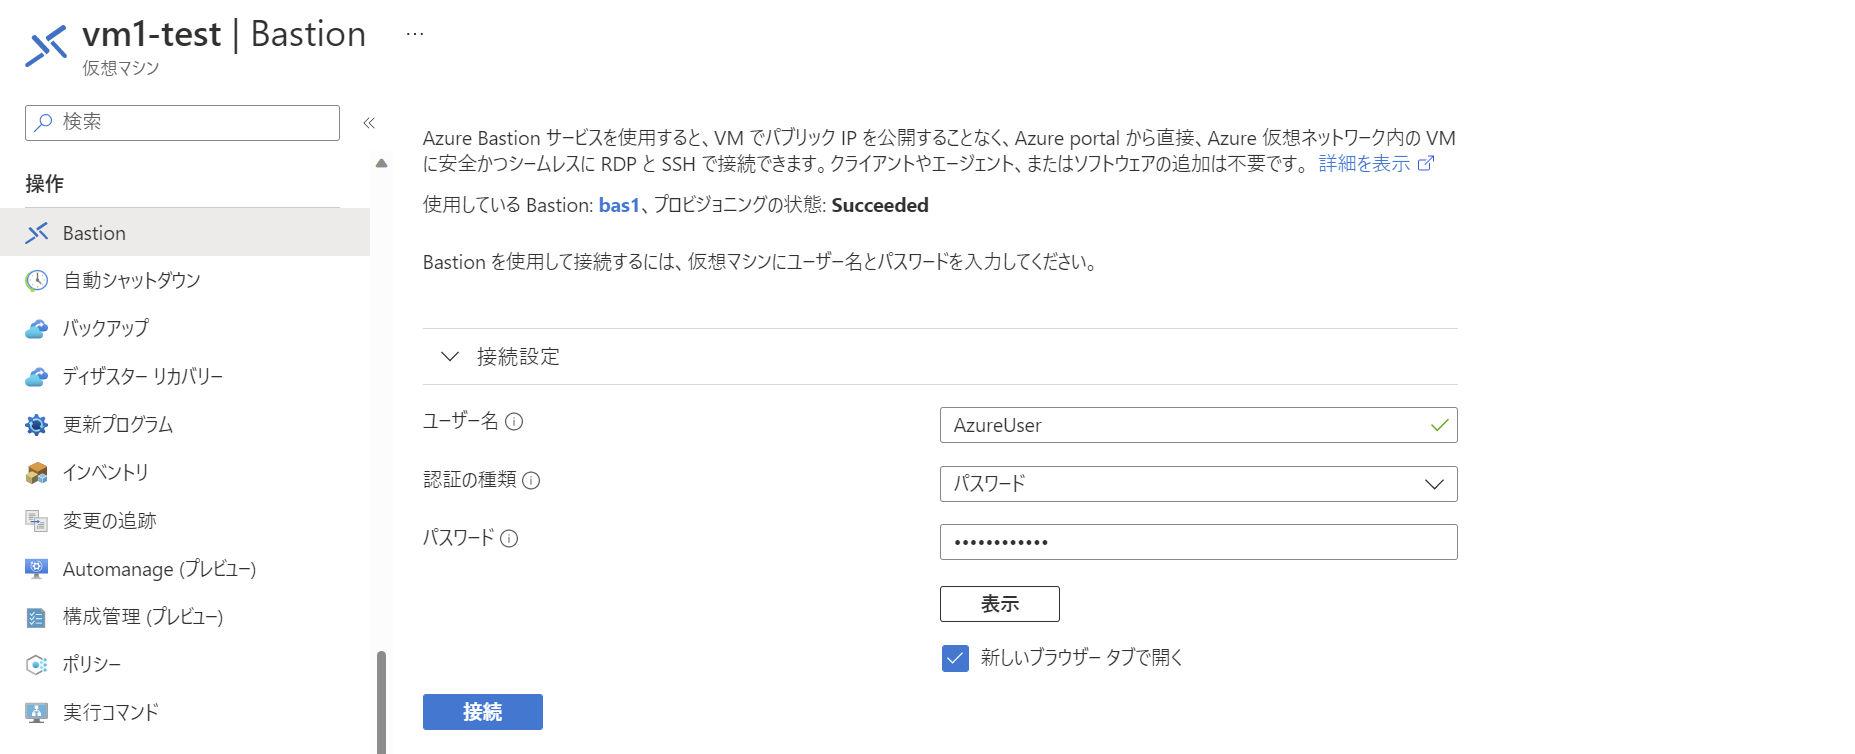 vm1-test | Bastion ...
仮想マシン
検索
«
操作
Bastion
自動シャットダウン
バックアップ
ディザスター リカバリー
更新プログラム
インベントリ
変更の追跡
Automanage (プレビュー)
構成管理 (プレビュー)
ポリシー
実行コマンド
Azure Bastion サービスを使用すると、VM でパブリック IP を公開することなく、Azure portal から直接、Azure 仮想ネットワーク内の VM
に安全かつシームレスに RDP と SSH で接続できます。クライアントやエージェント、またはソフトウェアの追加は不要です。 詳細を表示
使用している Bastion: bas1、プロビジョニングの状態: Succeeded
Bastion を使用して接続するには、仮想マシンにユーザー名とパスワードを入力してください。
接続設定
ユーザー名
AzureUser
認証の種類
パスワード
パスワード
••••••••••••
表示
新しいブラウザー タブで開く
接続